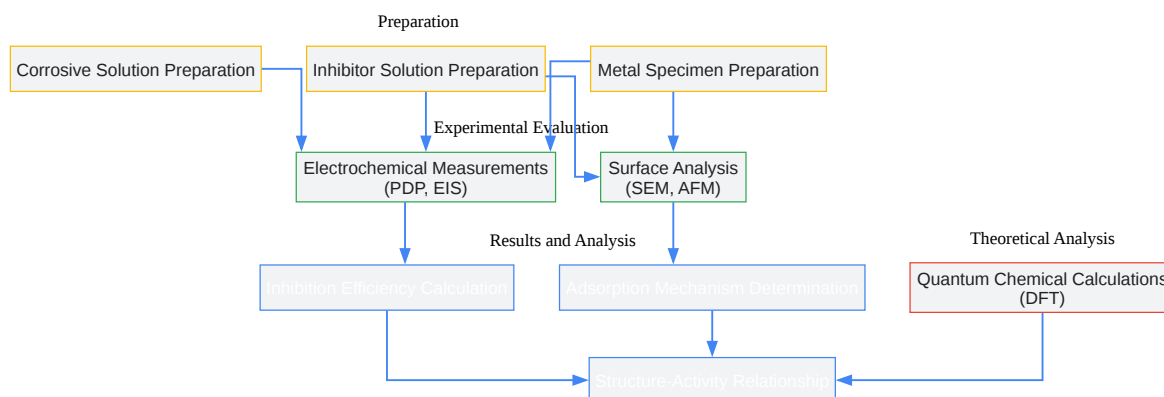 Preparation
Corrosive Solution Preparation
Inhibitor Solution Preparation
Metal Specimen Preparation
Experimental Evaluation
Electrochemical Measurements
(PDP, EIS)
Surface Analysis
(SEM, AFM)
Results and Analysis
Theoretical Analysis
Inhibition Efficiency Calculation
Adsorption Mechanism Determination
Quantum Chemical Calculations
(DFT)
Structure-Activity Relationship